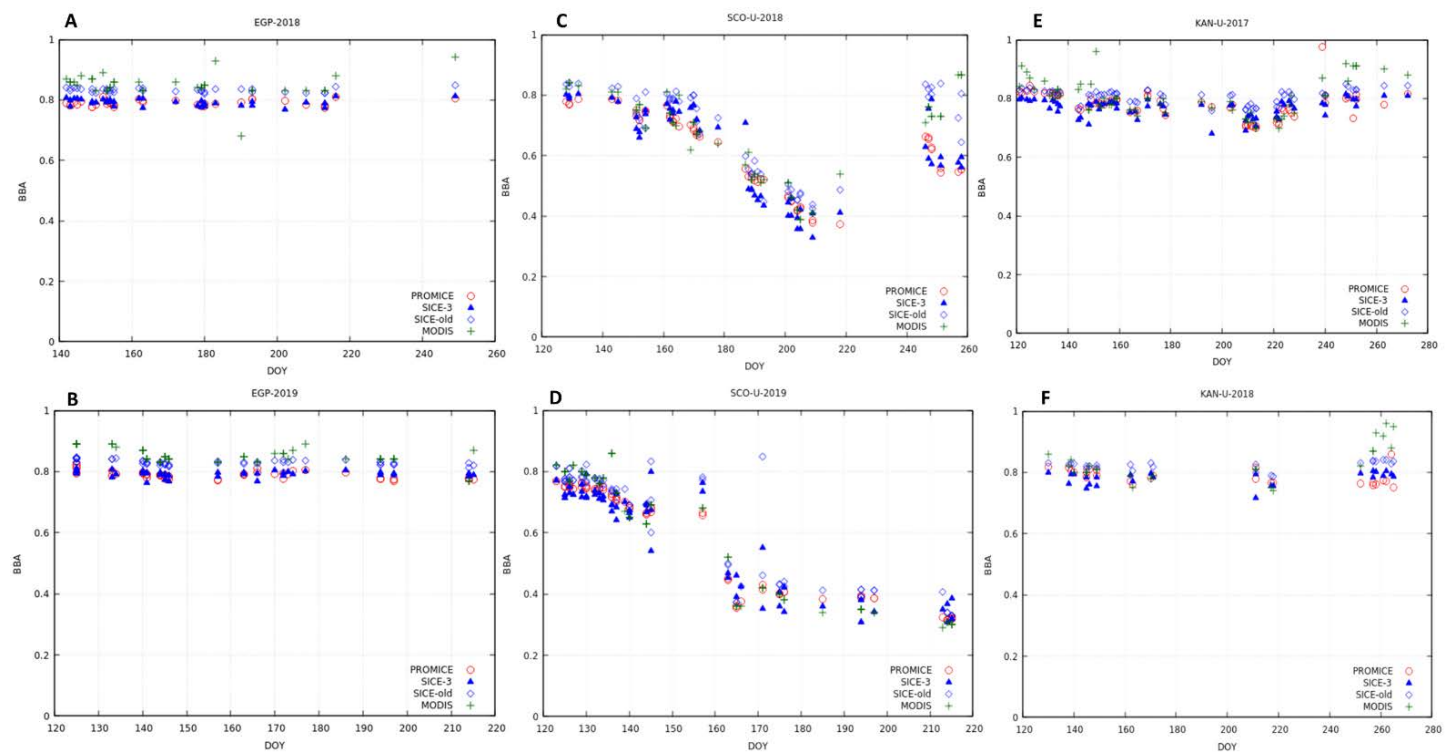 A
EGP-2018
1
0.8
0.6
0.4
0.2
0
BBA
140 160 180 200 220 240 260
DOY
PROMICE
SICE-3
SICE-old
MODIS
C
SCO-U-2018
1
0.8
0.6
0.4
0.2
0
BBA
120 140 160 180 200 220 240 260
DOY
PROMICE
SICE-3
SICE-old
MODIS
E
KAN-U-2017
1
0.8
0.6
0.4
0.2
0
BBA
120 140 160 180 200 220 240 260 280
DOY
PROMICE
SICE-3
SICE-old
MODIS
B
EGP-2019
1
0.8
0.6
0.4
0.2
0
BBA
120 130 140 150 160 170 180 190 200 210 220
DOY
PROMICE
SICE-3
SICE-old
MODIS
D
SCO-U-2019
1
0.8
0.6
0.4
0.2
0
BBA
120 130 140 150 160 170 180 190 200 210 220
DOY
PROMICE
SICE-3
SICE-old
MODIS
F
KAN-U-2018
1
0.8
0.6
0.4
0.2
0
BBA
120 140 160 180 200 220 240 260 280
DOY
PROMICE
SICE-3
SICE-old
MODIS